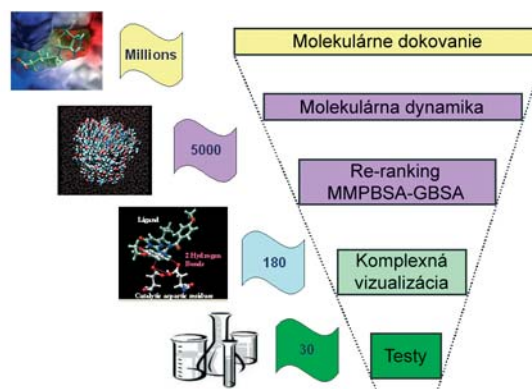 Millions
Molekulárne dokovanie
5000
Molekulárna dynamika
Re-ranking
MMPBSA-GBSA
Ligand
2 Hydrogen
Bonds
Catalytic aspartic residues
180
Komplexná
vizualizácia
30
Testy